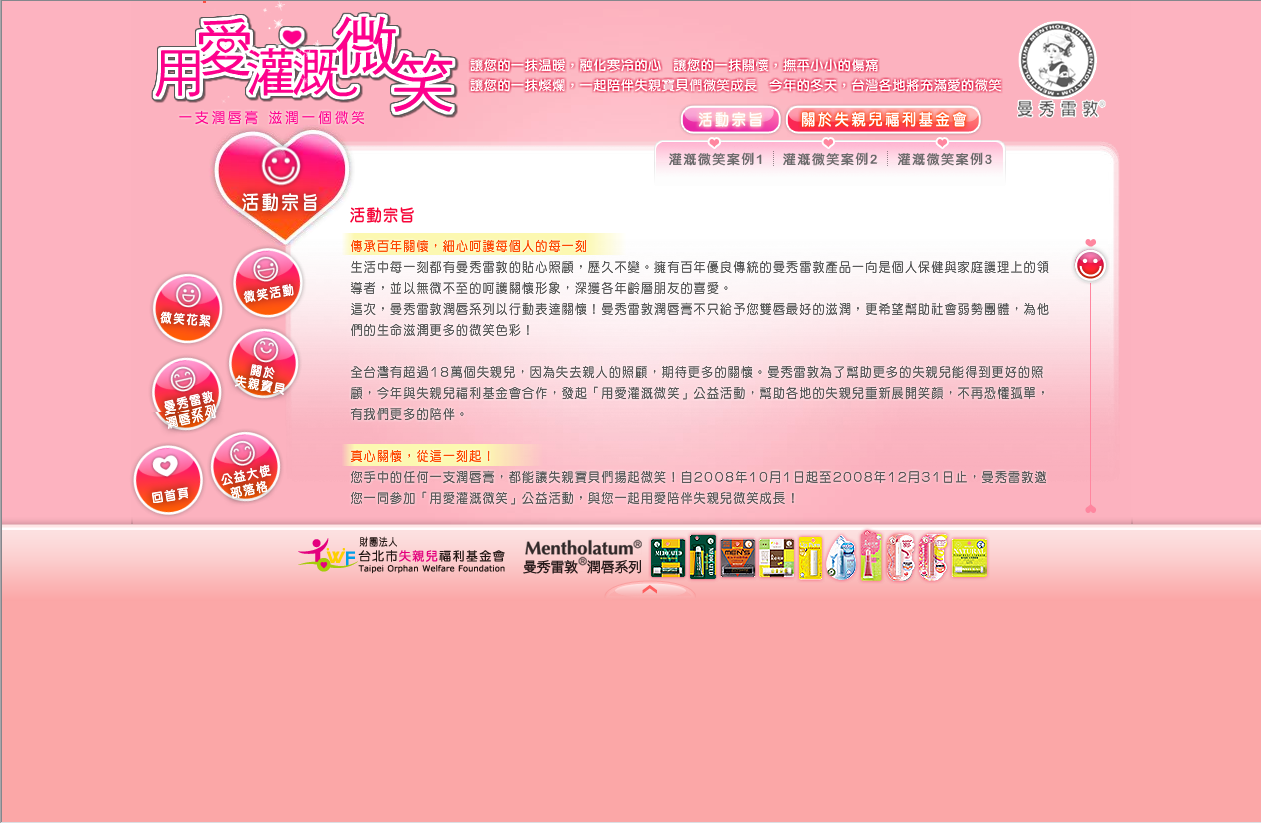 用愛灌溉微笑
一支潤唇膏 滋潤一個微笑
讓您的一抹溫暖，融化寒冷的心 讓您的一抹關懷，撫平小小的傷痛
讓您的一抹燦爛，一起陪伴失親寶貝們微笑成長 今年的冬天，台灣各地將充滿愛的微笑
MENTHOLATUM
曼秀雷敦®
活動宗旨 關於失親兒福利基金會
灌溉微笑案例1 灌溉微笑案例2 灌溉微笑案例3
活動宗旨
微笑活動
微笑花絮
關於
失親寶貝
曼秀雷敦
潤唇系列
公益大使
部落格
回首頁
活動宗旨
傳承百年關懷，細心呵護每個人的每一刻
生活中每一刻都有曼秀雷敦的貼心照顧，歷久不變。擁有百年優良傳統的曼秀雷敦產品一向是個人保健與家庭護理上的領
導者，並以無微不至的呵護關懷形象，深獲各年齡層朋友的喜愛。
這次，曼秀雷敦潤唇系列以行動表達關懷！曼秀雷敦潤唇膏不只給予您雙唇最好的滋潤，更希望幫助社會弱勢團體，為他
們的生命滋潤更多的微笑色彩！
全台灣有超過18萬個失親兒，因為失去親人的照顧，期待更多的關懷。曼秀雷敦為了幫助更多的失親兒能得到更好的照
顧，今年與失親兒福利基金會合作，發起「用愛灌溉微笑」公益活動，幫助各地的失親兒重新展開笑顏，不再恐懼孤單，
有我們更多的陪伴。
真心關懷，從這一刻起！
您手中的任何一支潤唇膏，都能讓失親寶貝們揚起微笑！自2008年10月1日起至2008年12月31日止，曼秀雷敦邀
您一同參加「用愛灌溉微笑」公益活動，與您一起用愛陪伴失親兒微笑成長！
財團法人
台北市失親兒福利基金會
Taipei Orphan Welfare Foundation
Mentholatum®
曼秀雷敦®潤唇系列